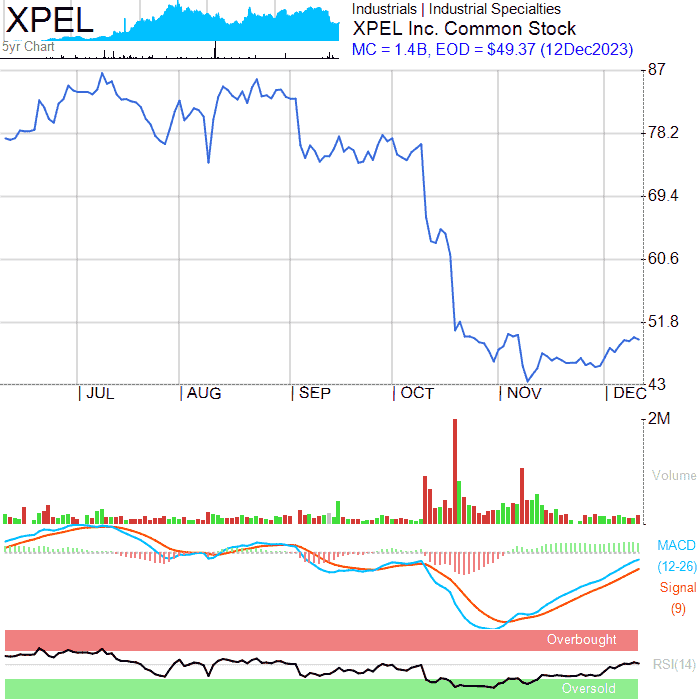 XPEL
5yr Chart
Industrials | Industrial Specialties
XPEL Inc. Common Stock
MC = 1.4B, EOD = $49.37 (12Dec2023)
87
78.2
69.4
60.6
51.8
43
| JUL | AUG | SEP | OCT | NOV | DEC
2M
Volume
MACD
(12-26)
Signal
(9)
Overbought
RSI(14)
Oversold